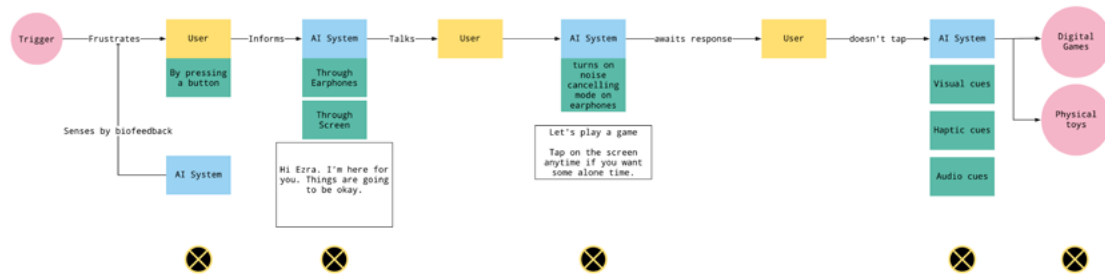 Trigger
Frustrates
User
Informs
AI System
Talks
User
AI System
awaits response
User
doesn't tap
AI System
Digital
Games
By pressing
a button
Through
Earphones
Through
Screen
turns on
noise
cancelling
mode on
earphones
Visual cues
Haptic cues
Audio cues
Physical
toys
Senses by biofeedback
AI System
Hi Ezra. I'm here for
you. Things are going
to be okay.
Let's play a game
Tap on the screen
anytime if you want
some alone time.